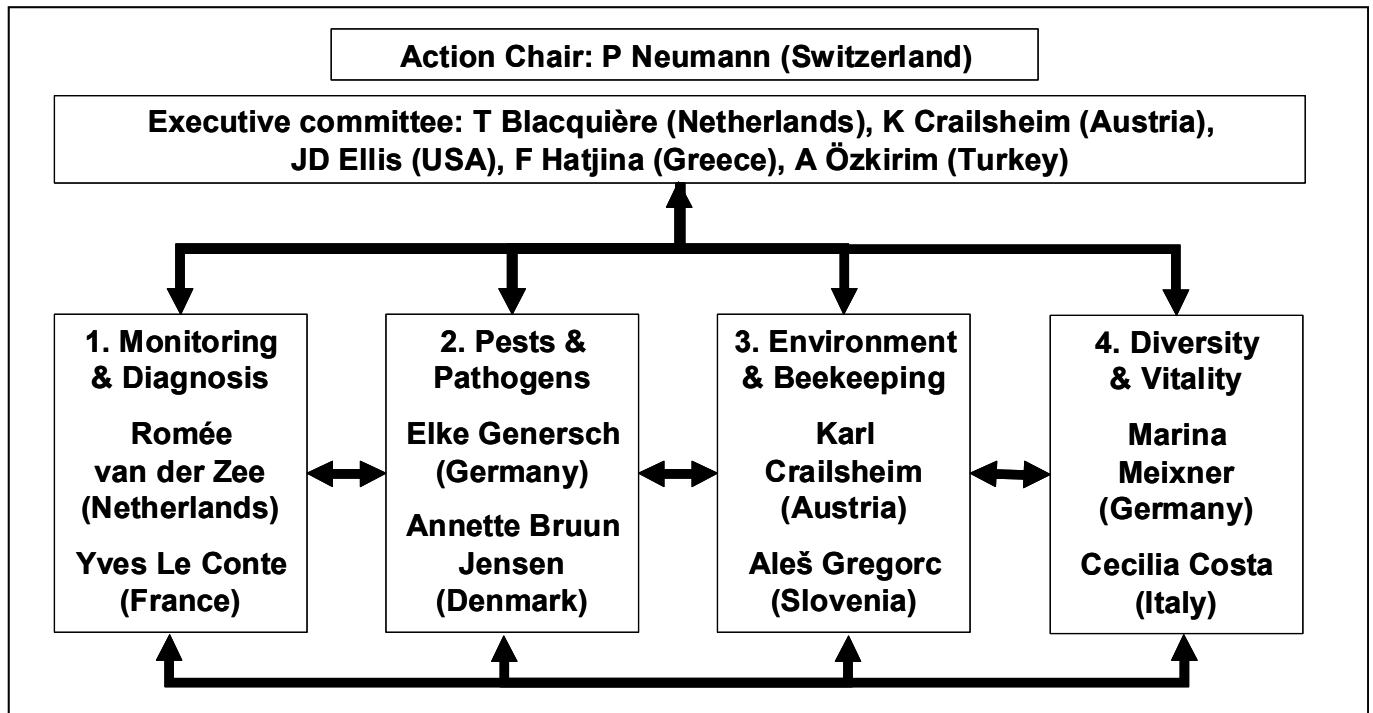 Action Chair: P Neumann (Switzerland)
Executive committee: T Blacquière (Netherlands), K Crailsheim (Austria),
JD Ellis (USA), F Hatjina (Greece), A Özkirim (Turkey)
1. Monitoring
& Diagnosis
Romée
van der Zee
(Netherlands)
Yves Le Conte
(France)
2. Pests &
Pathogens
Elke Genersch
(Germany)
Annette Bruun
Jensen
(Denmark)
3. Environment
& Beekeeping
Karl
Crailsheim
(Austria)
Aleš Gregorc
(Slovenia)
4. Diversity
& Vitality
Marina
Meixner
(Germany)
Cecilia Costa
(Italy)